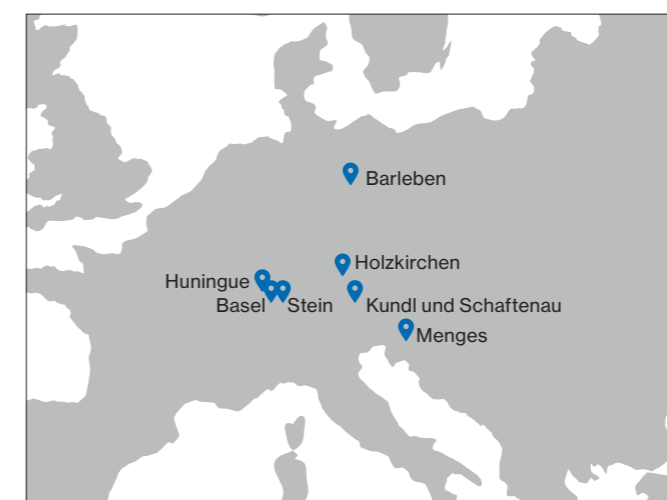 Barleben
Holzkirchen
Huningue
Basel
Stein
Kundl und Schaftenau
Menges